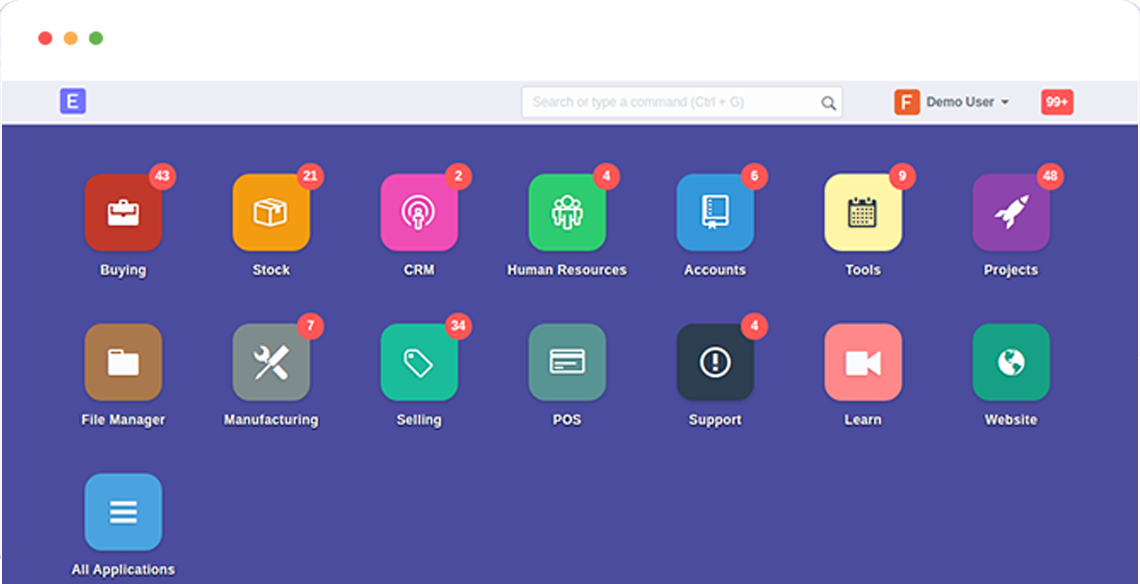 E
Search or type a command (Ctrl + G)
F Demo User 99+
43 21 2 4 6 9 48
Buying Stock CRM Human Resources Accounts Tools Projects
7 34 4
File Manager Manufacturing Selling POS Support Learn Website
All Applications